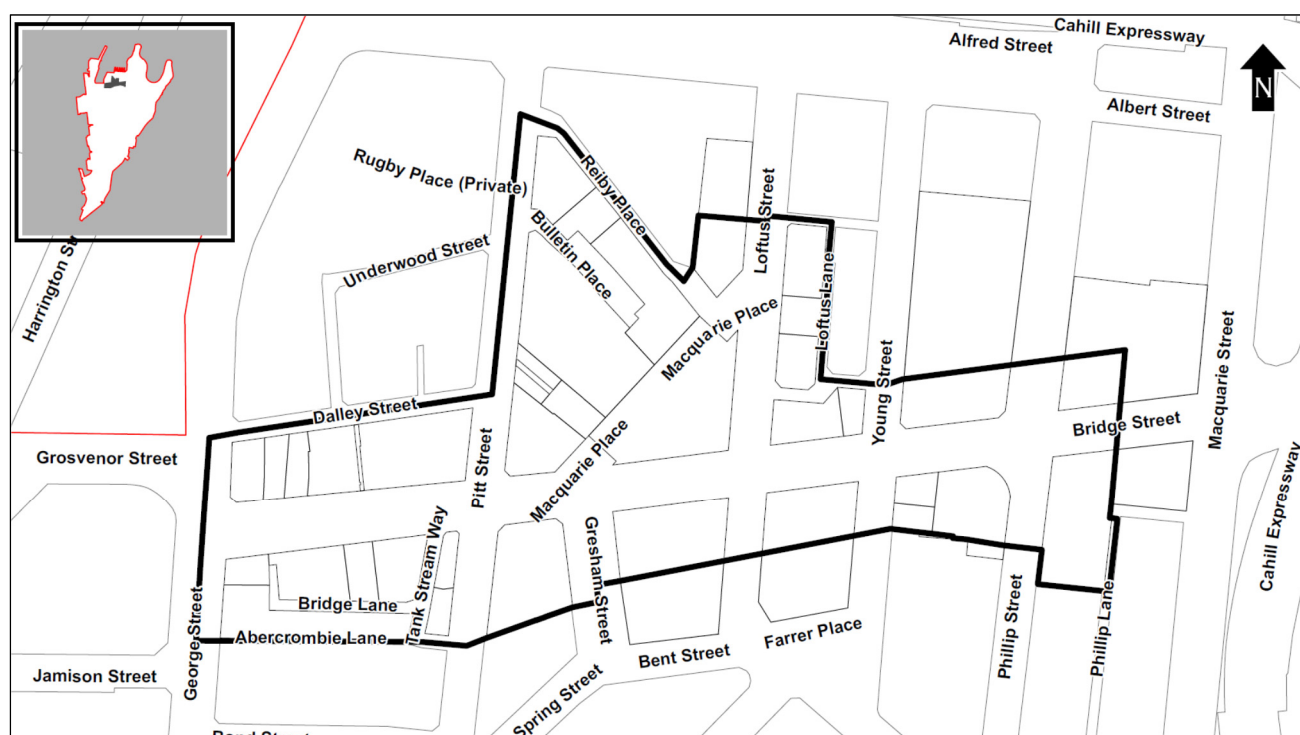 Cahill Expressway
Alfred Street
N
Albert Street
Rugby Place (Private)
Reiby Place
Loftus Street
Bulletin Place
Underwood Street
Harrington St
Loftus Lane
Macquarie Place
Macquarie Street
Young Street
Dalley Street
Bridge Street
Grosvenor Street
Pitt Street
Macquarie Place
Cahill Expressway
Tank Stream Way
Gresham Street
Bridge Lane
George Street
Abercrombie Lane
Phillip Street
Phillip Lane
Farrer Place
Bent Street
Jamison Street
Spring Street